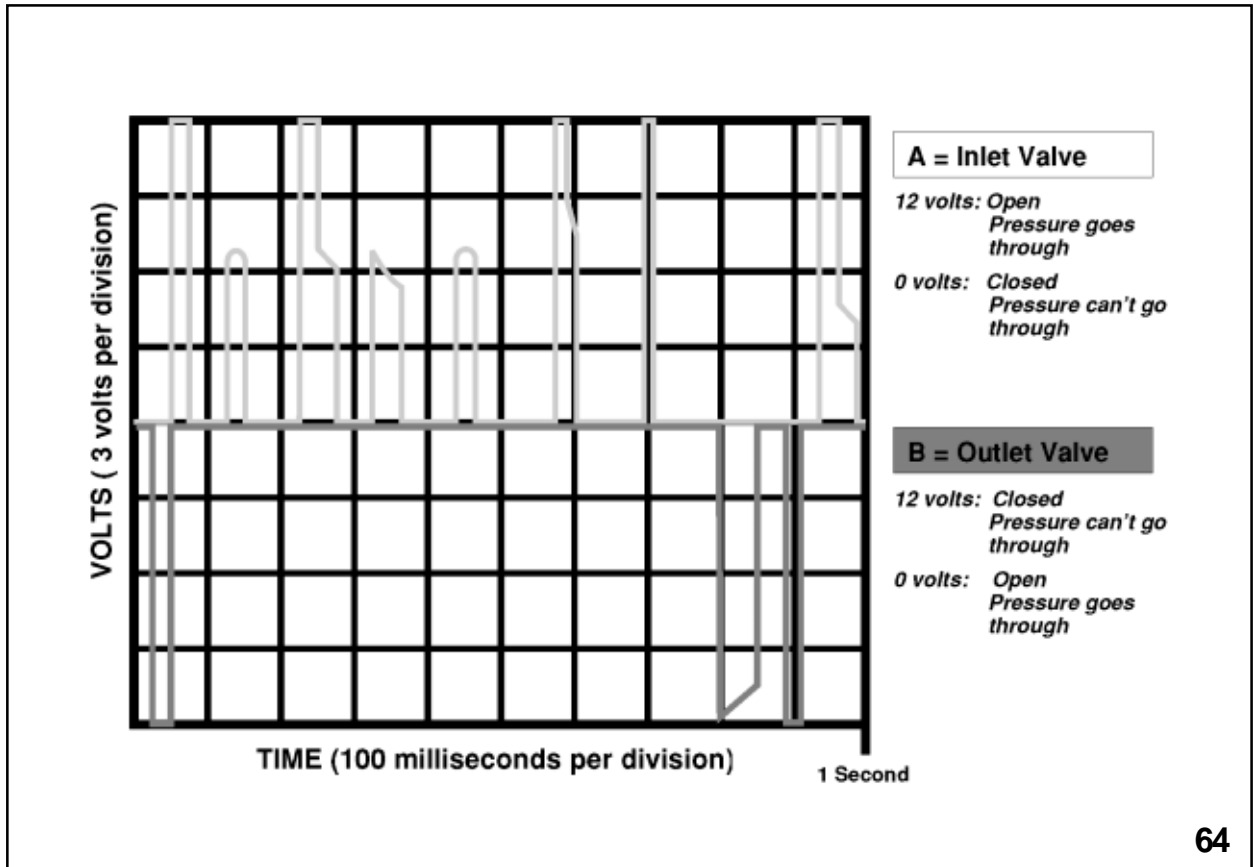 VOLTS ( 3 volts per division)
TIME (100 milliseconds per division)
1 Second
A = Inlet Valve
12 volts: Open
Pressure goes
through
0 volts: Closed
Pressure can't go
through
B = Outlet Valve
12 volts: Closed
Pressure can't go
through
0 volts: Open
Pressure goes
through
64